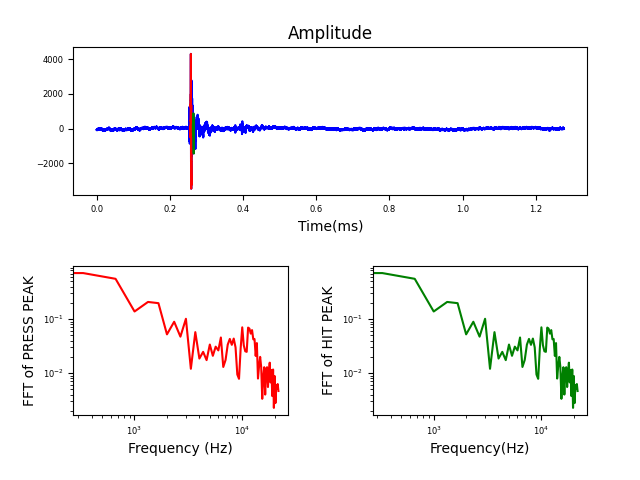 Amplitude
4000
2000
0
−2000
0.0 0.2 0.4 0.6 0.8 1.0 1.2
Time(ms)
FFT of PRESS PEAK
10⁻¹
10⁻²
10³ 10⁴
Frequency (Hz)
FFT of HIT PEAK
10⁻¹
10⁻²
10³ 10⁴
Frequency(Hz)